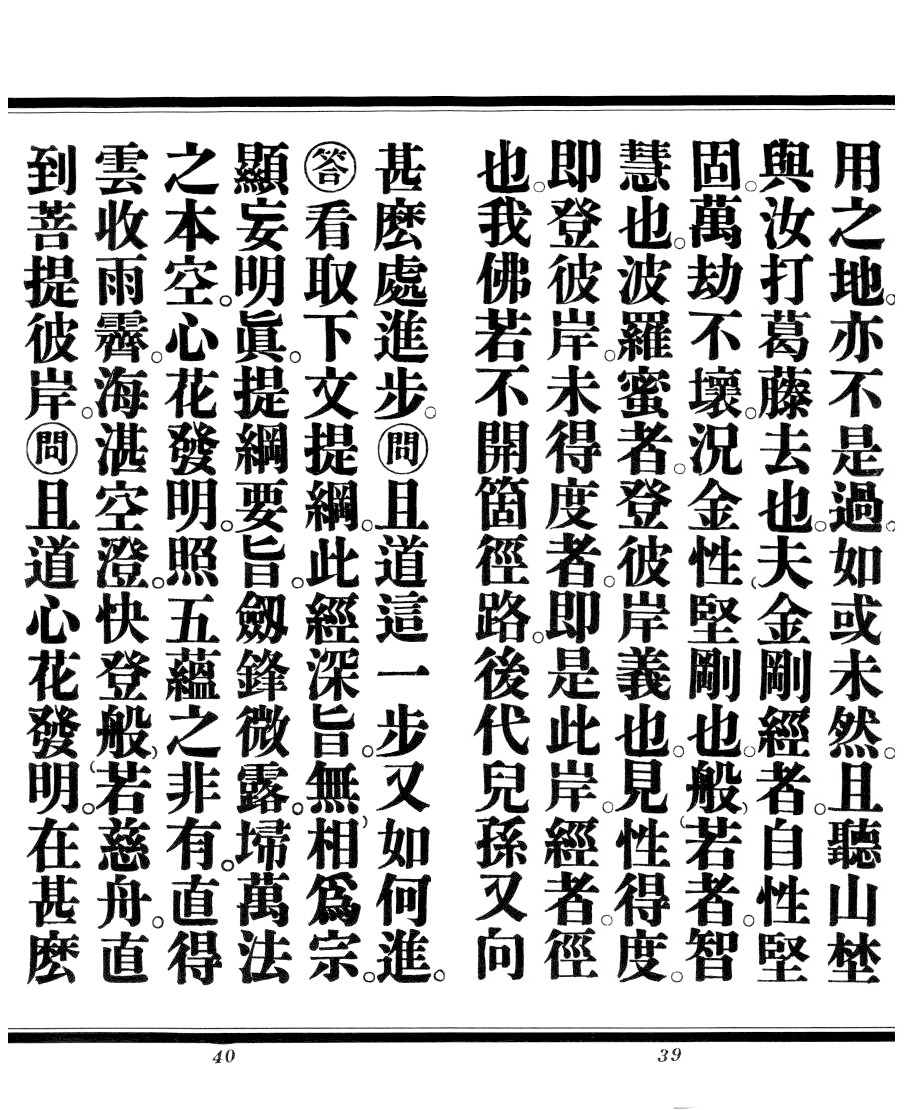 用之地。亦不是過。如或未然。且聽山埜
與汝打葛藤去也。夫金剛經者。自性堅
固。萬劫不壞。況金性堅剛也。般若者。智
慧也。波羅蜜者。登彼岸義也。見性得度。
即登彼岸。未得度者。即是此岸。經者。徑
也。我佛若不開箇徑路。後代兒孫又向
甚麽處進步。問且道這一步又如何進。
答看取下文提綱。此經深旨。無相爲宗。
顯妄明眞。提綱要旨。劒鋒微露。埽萬法
之本空。心花發明。照五蘊之非有。直得
雲收雨霽。海湛空澄。快登般若慈舟。直
到菩提彼岸。問且道心花發明。在甚麽
39
40